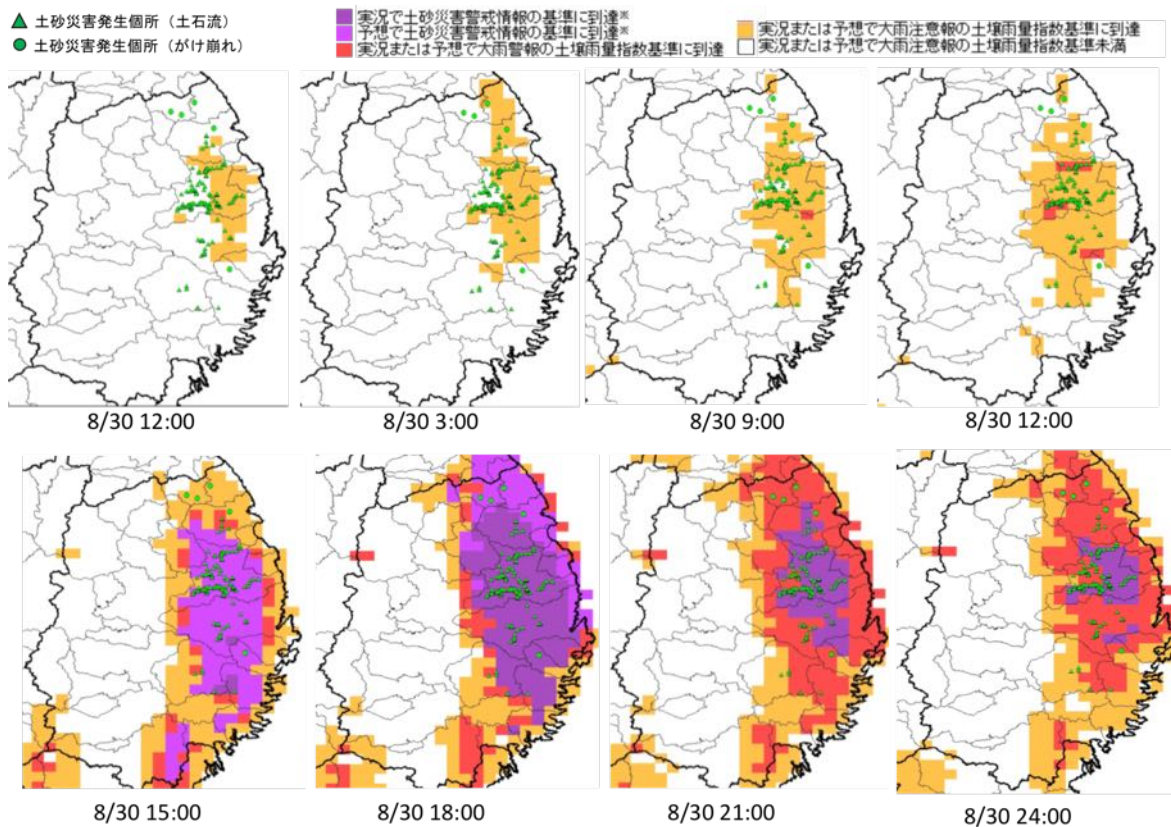 土砂災害発生個所（土石流）
土砂災害発生個所（がけ崩れ）
実況で土砂災害警戒情報の基準に到達※
予想で土砂災害警戒情報の基準に到達※
実況または予想で大雨警報の土壌雨量指数基準に到達
実況または予想で大雨注意報の土壌雨量指数基準に到達
実況または予想で大雨注意報の土壌雨量指数基準未満
8/30 12:00
8/30 3:00
8/30 9:00
8/30 12:00
8/30 15:00
8/30 18:00
8/30 21:00
8/30 24:00